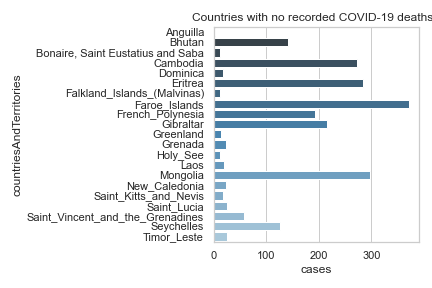 Countries with no recorded COVID-19 deaths
Anguilla
Bhutan
Bonaire, Saint Eustatius and Saba
Cambodia
Dominica
Eritrea
Falkland_Islands_(Malvinas)
Faroe_Islands
French_Polynesia
Gibraltar
Greenland
Grenada
Holy_See
Laos
Mongolia
New_Caledonia
Saint_Kitts_and_Nevis
Saint_Lucia
Saint_Vincent_and_the_Grenadines
Seychelles
Timor_Leste
countriesAndTerritories
0 100 200 300
cases